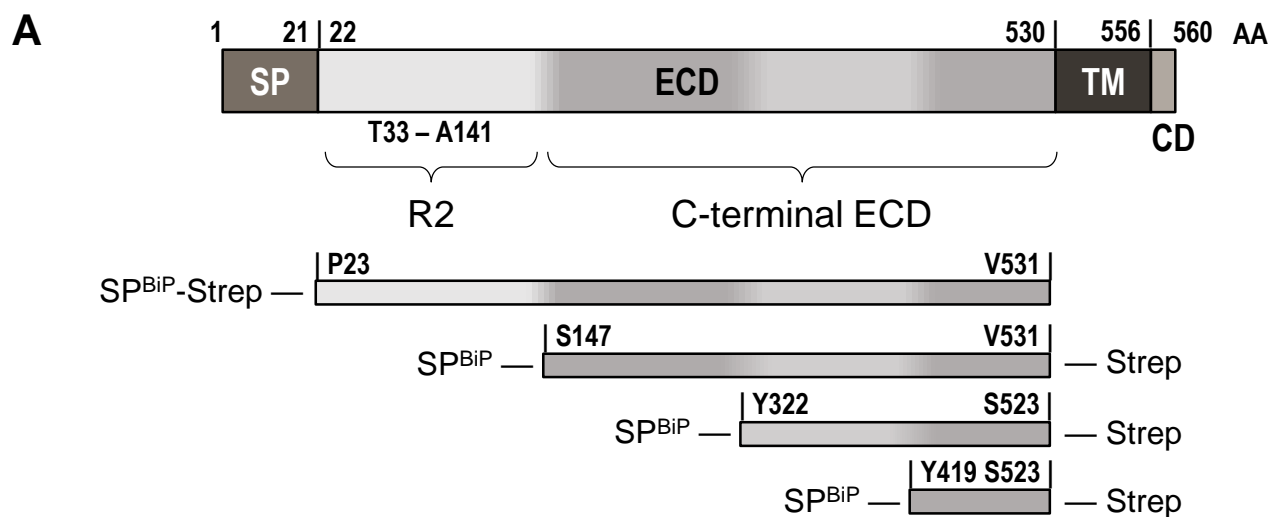 A
1 21 22 530 556 560 AA
SP ECD TM
T33 – A141 CD
R2 C-terminal ECD
P23 V531
SPBiP-Strep
S147 V531
SPBiP Strep
Y322 S523
SPBiP Strep
Y419 S523
SPBiP Strep